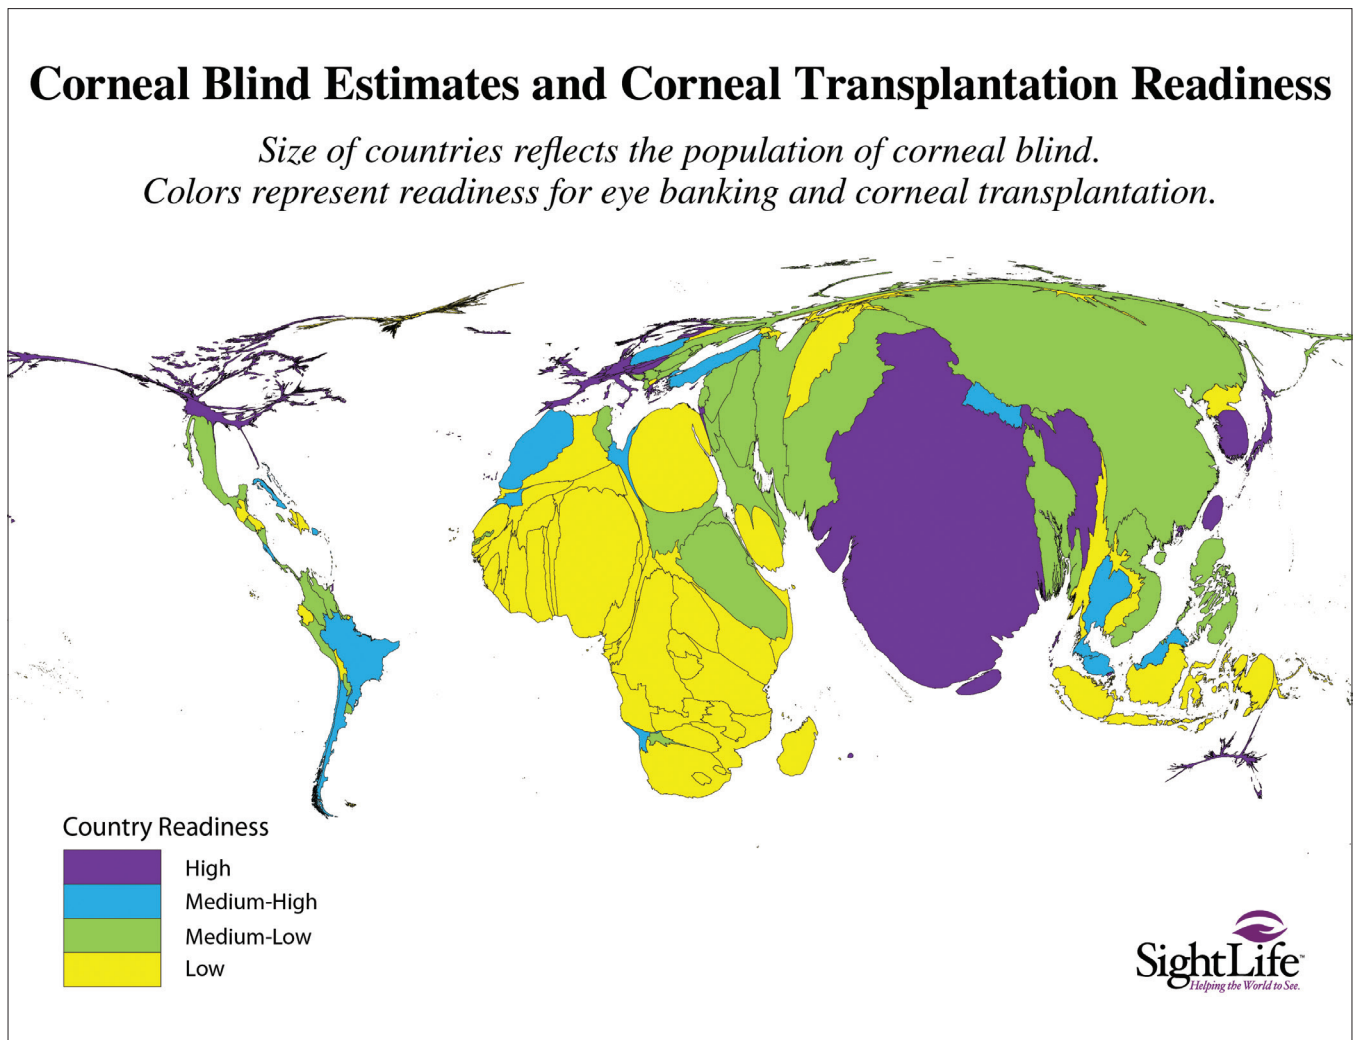 Corneal Blind Estimates and Corneal Transplantation Readiness
Size of countries reflects the population of corneal blind.
Colors represent readiness for eye banking and corneal transplantation.
Country Readiness
High
Medium-High
Medium-Low
Low
SightLife™
Helping the World to See.